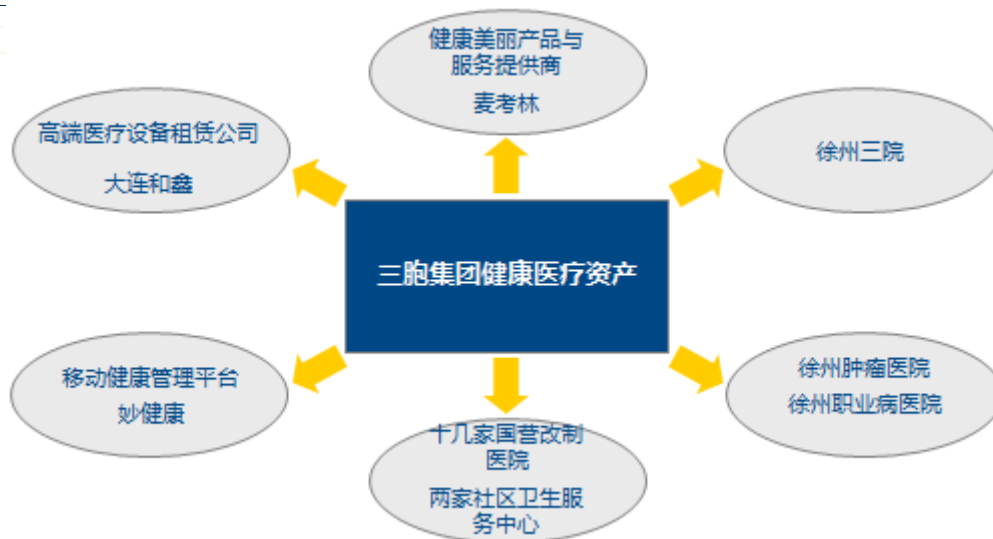 健康美丽产品与
服务提供商
麦考林
高端医疗设备租赁公司
大连和鑫
徐州三院
三胞集团健康医疗资产
移动健康管理平台
妙健康
徐州肿瘤医院
徐州职业病医院
十几家国营改制
医院
两家社区卫生服
务中心